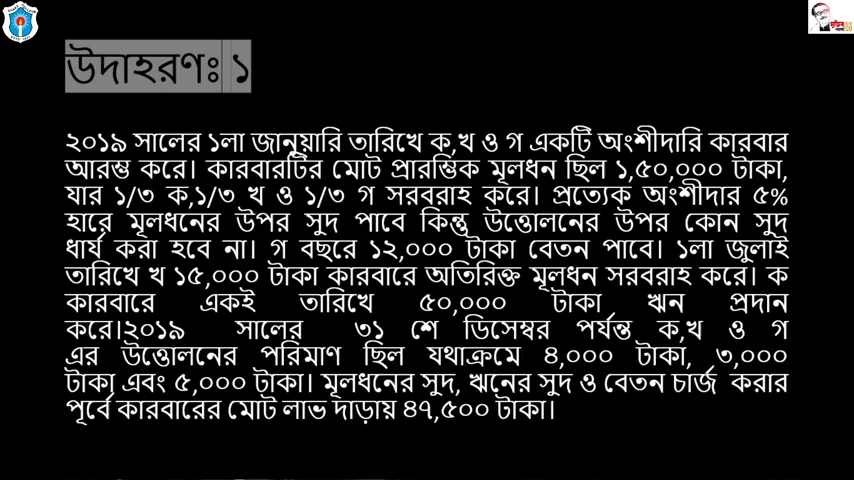 উদাহরণঃ ১
২০১৯ সালের ১লা জানুয়ারি তারিখে ক,খ ও গ একটি অংশীদারি কারবার
আরম্ভ করে। কারবারটির মোট প্রারম্ভিক মূলধন ছিল ১,৫০,০০০ টাকা,
যার ১/৩ ক,১/৩ খ ও ১/৩ গ সরবরাহ করে। প্রত্যেক অংশীদার ৫%
হারে মূলধনের উপর সুদ পাবে কিন্তু উত্তোলনের উপর কোন সুদ
ধার্য করা হবে না। গ বছরে ১২,০০০ টাকা বেতন পাবে। ১লা জুলাই
তারিখে খ ১৫,০০০ টাকা কারবারে অতিরিক্ত মূলধন সরবরাহ করে। ক
কারবারে একই তারিখে ৫০,০০০ টাকা ঋন প্রদান
করে।২০১৯ সালের ৩১ শে ডিসেম্বর পর্যন্ত ক,খ ও গ
এর উত্তোলনের পরিমাণ ছিল যথাক্রমে ৪,০০০ টাকা, ৩,০০০
টাকা এবং ৫,০০০ টাকা। মূলধনের সুদ, ঋনের সুদ ও বেতন চার্জ করার
পূর্বে কারবারের মোট লাভ দাড়ায় ৪৭,৫০০ টাকা।